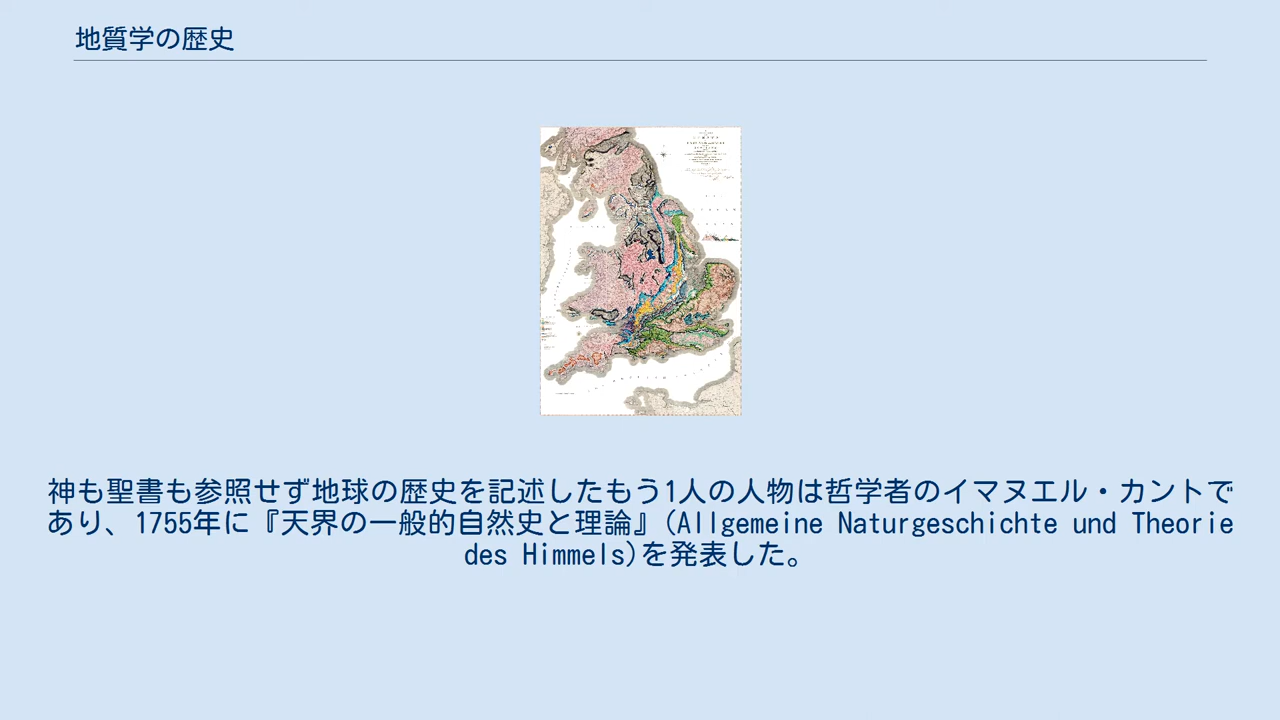 地質学の歴史
神も聖書も参照せず地球の歴史を記述したもう1人の人物は哲学者のイマヌエル・カントで
あり、1755年に『天界の一般的自然史と理論』(Allgemeine Naturgeschichte und Theorie
des Himmels)を発表した。